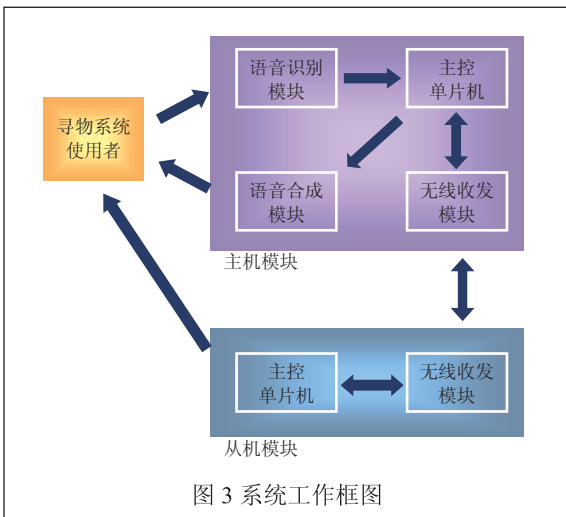 语音识别
模块
主控
单片机
寻物系统
使用者
语音合成
模块
无线收发
模块
主机模块
主控
单片机
无线收发
模块
从机模块
图 3 系统工作框图